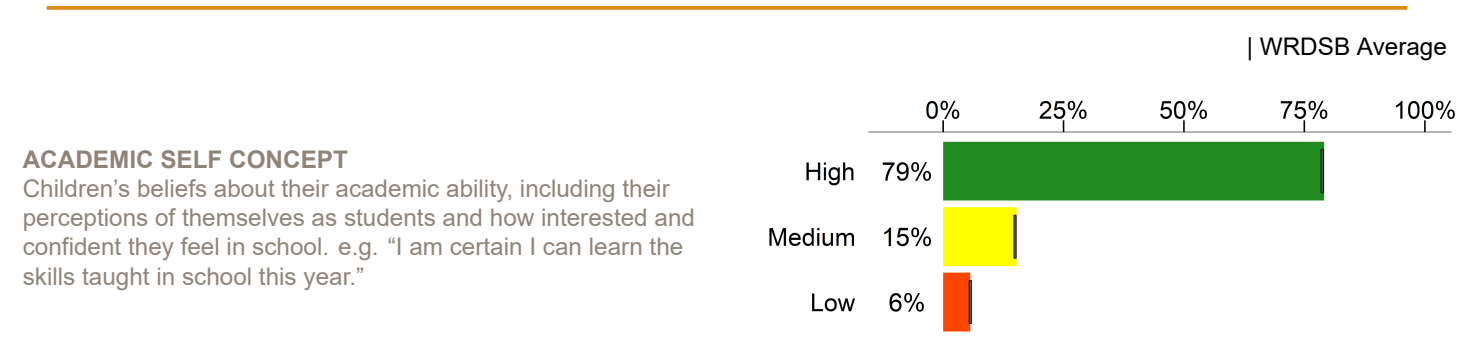 | WRDSB Average
0% 25% 50% 75% 100%
ACADEMIC SELF CONCEPT
Children’s beliefs about their academic ability, including their
perceptions of themselves as students and how interested and
confident they feel in school. e.g. “I am certain I can learn the
skills taught in school this year.”
High 79%
Medium 15%
Low 6%